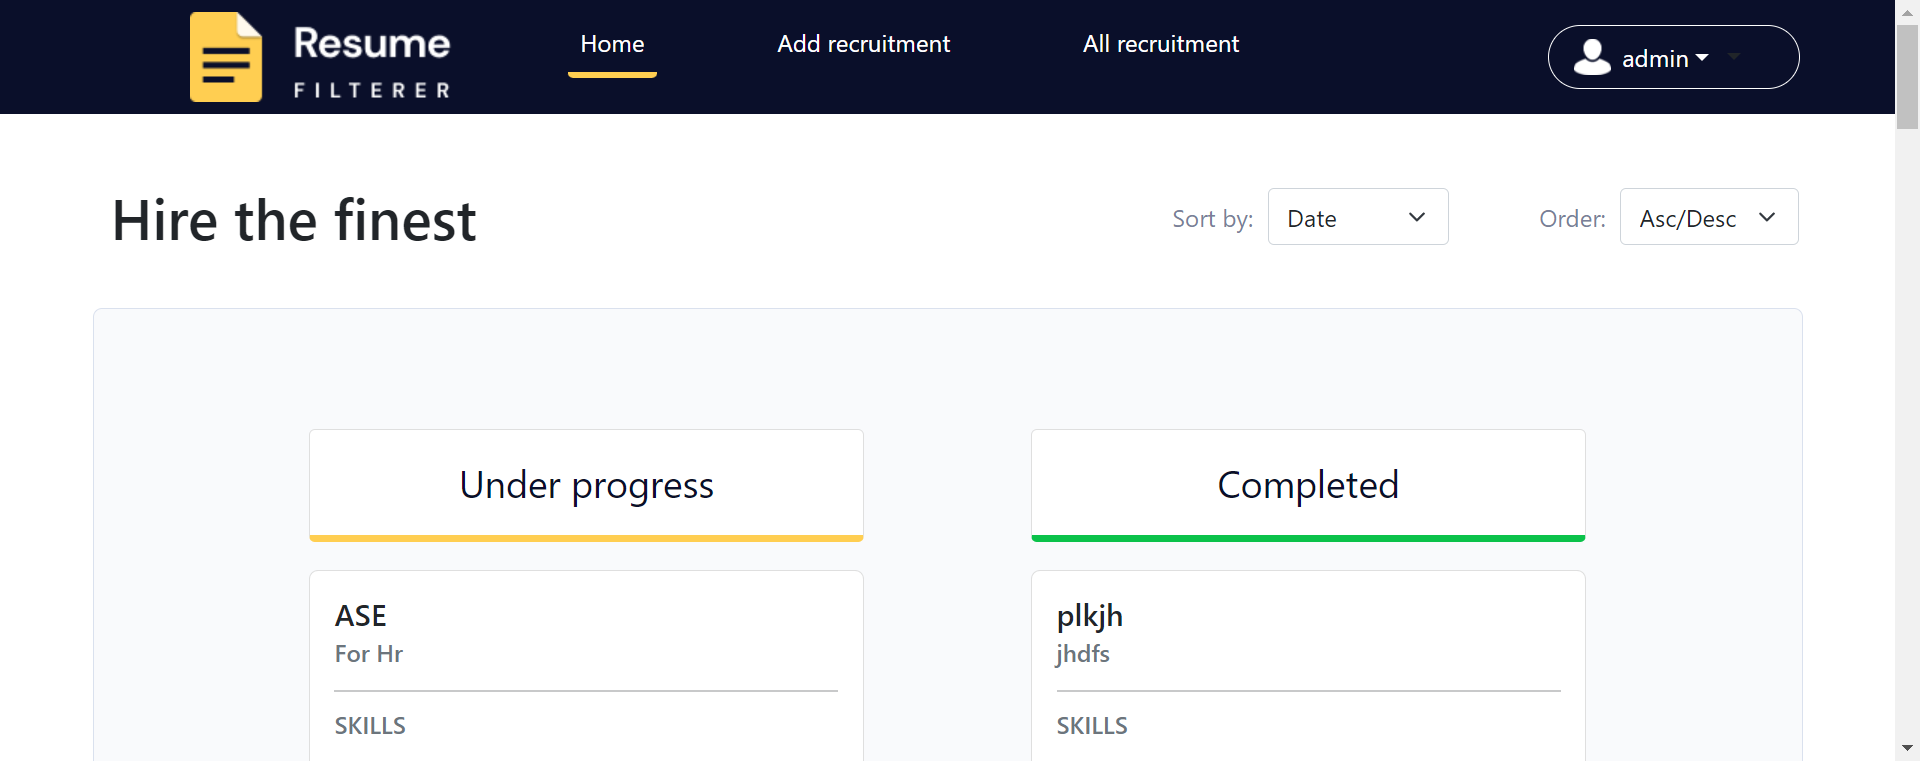 Resume
FILTERER
Home
Add recruitment
All recruitment
admin
Hire the finest
Sort by:
Date
Order:
Asc/Desc
Under progress
Completed
ASE
For Hr
SKILLS
plkjh
jhdfs
SKILLS